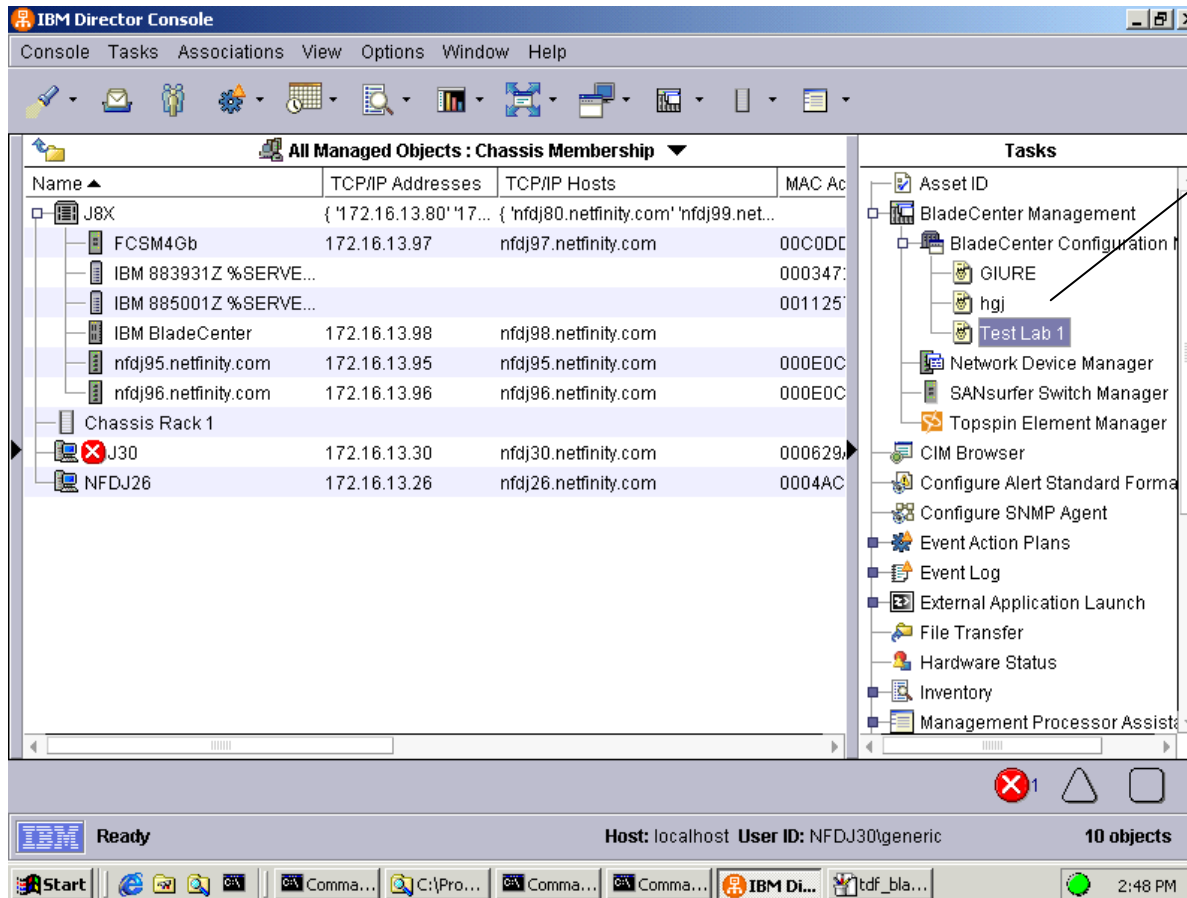 IBM Director Console
Console Tasks Associations View Options Window Help
All Managed Objects : Chassis Membership
Name TCP/IP Addresses TCP/IP Hosts MAC Ac
J8X { '172.16.13.80' '17... { 'nfdj80.netfinity.com' 'nfdj99.net...
FCSM4Gb 172.16.13.97 nfdj97.netfinity.com 00C0DD
IBM 883931Z %SERVE... 000347
IBM 885001Z %SERVE... 001125
IBM BladeCenter 172.16.13.98 nfdj98.netfinity.com
nfdj95.netfinity.com 172.16.13.95 nfdj95.netfinity.com 000E0C
nfdj96.netfinity.com 172.16.13.96 nfdj96.netfinity.com 000E0C
Chassis Rack 1
J30 172.16.13.30 nfdj30.netfinity.com 000629
NFDJ26 172.16.13.26 nfdj26.netfinity.com 0004AC
Tasks
Asset ID
BladeCenter Management
BladeCenter Configuration
GIURE
hgj
Test Lab 1
Network Device Manager
SANsurfer Switch Manager
Topspin Element Manager
CIM Browser
Configure Alert Standard Forma
Configure SNMP Agent
Event Action Plans
Event Log
External Application Launch
File Transfer
Hardware Status
Inventory
Management Processor Assista
1
IBM Ready Host: localhost User ID: NFDJ30\generic 10 objects
Start Comma... C:\Pro... Comma... Comma... IBM Di... tdf_bla... 2:48 PM